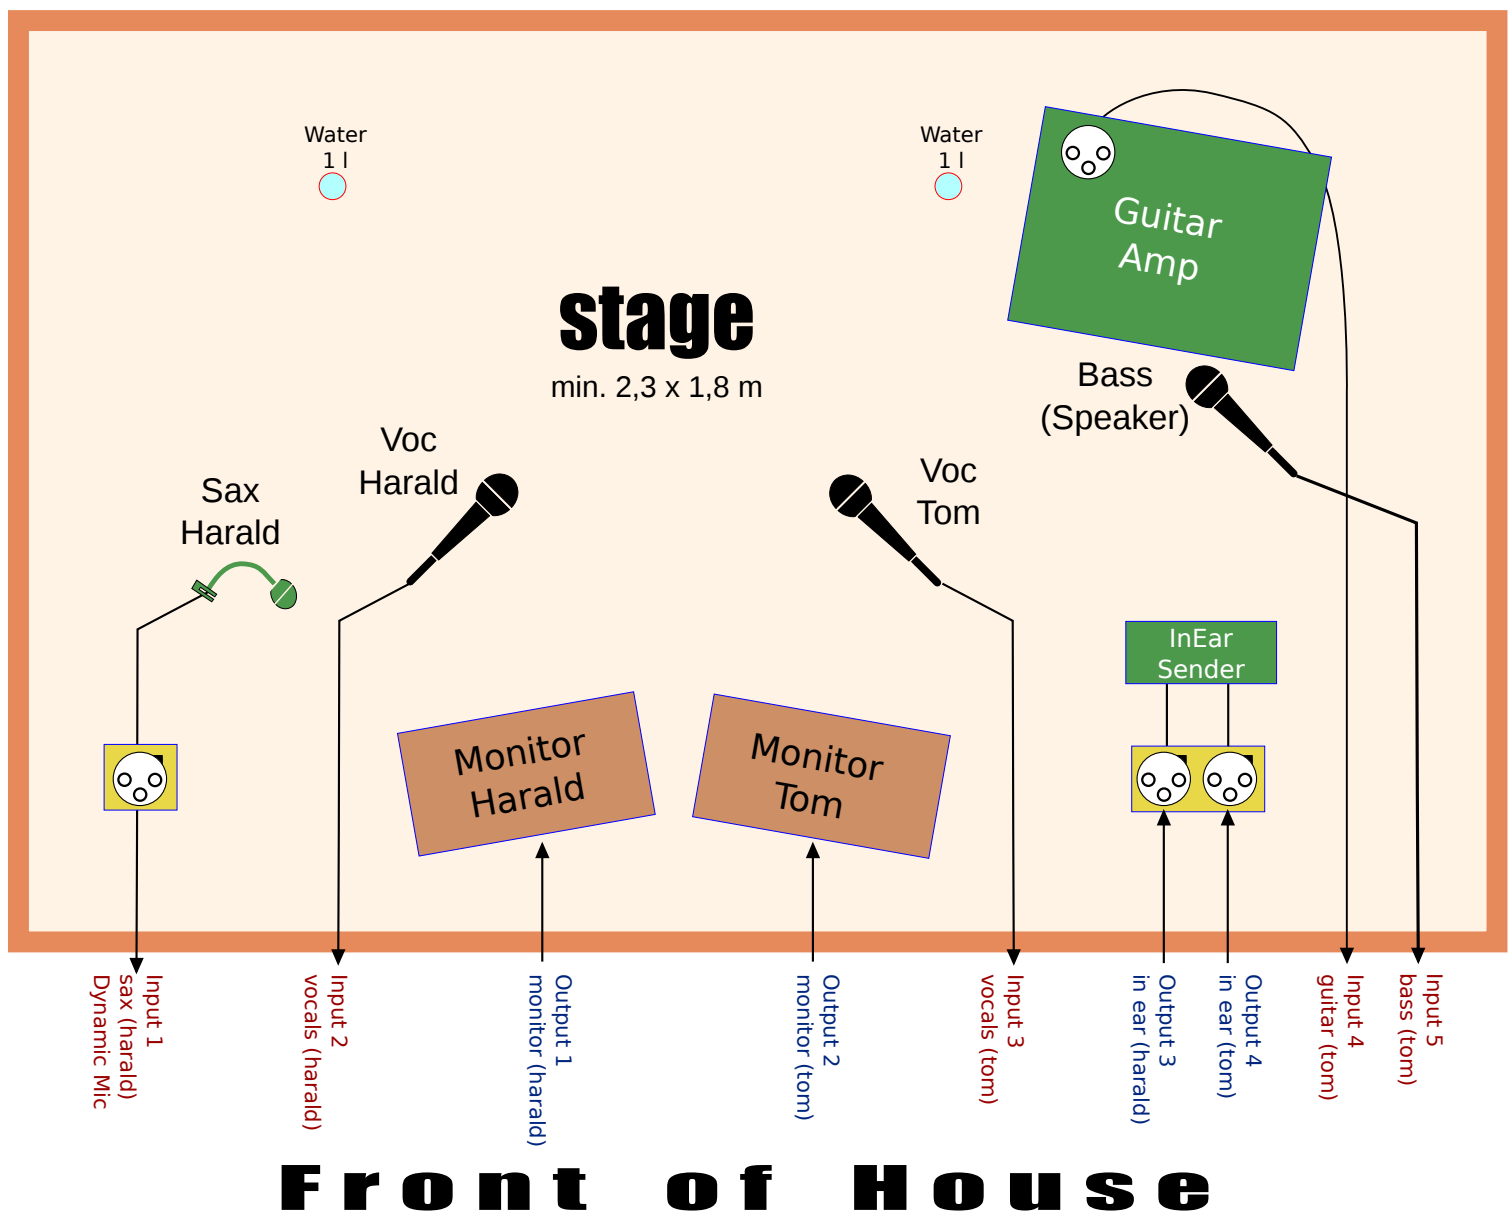 Water
1 l
Water
1 l
Guitar
Amp
stage
min. 2,3 x 1,8 m
Bass
(Speaker)
Voc
Harald
Voc
Tom
Sax
Harald
InEar
Sender
Monitor
Harald
Monitor
Tom
Input 1
sax (harald)
Dynamic Mic
Input 2
vocals (harald)
Output 1
monitor (harald)
Output 2
monitor (tom)
Input 3
vocals (tom)
Output 3
in ear (harald)
Output 4
in ear (tom)
Input 4
guitar (tom)
Input 5
bass (tom)
Front of House